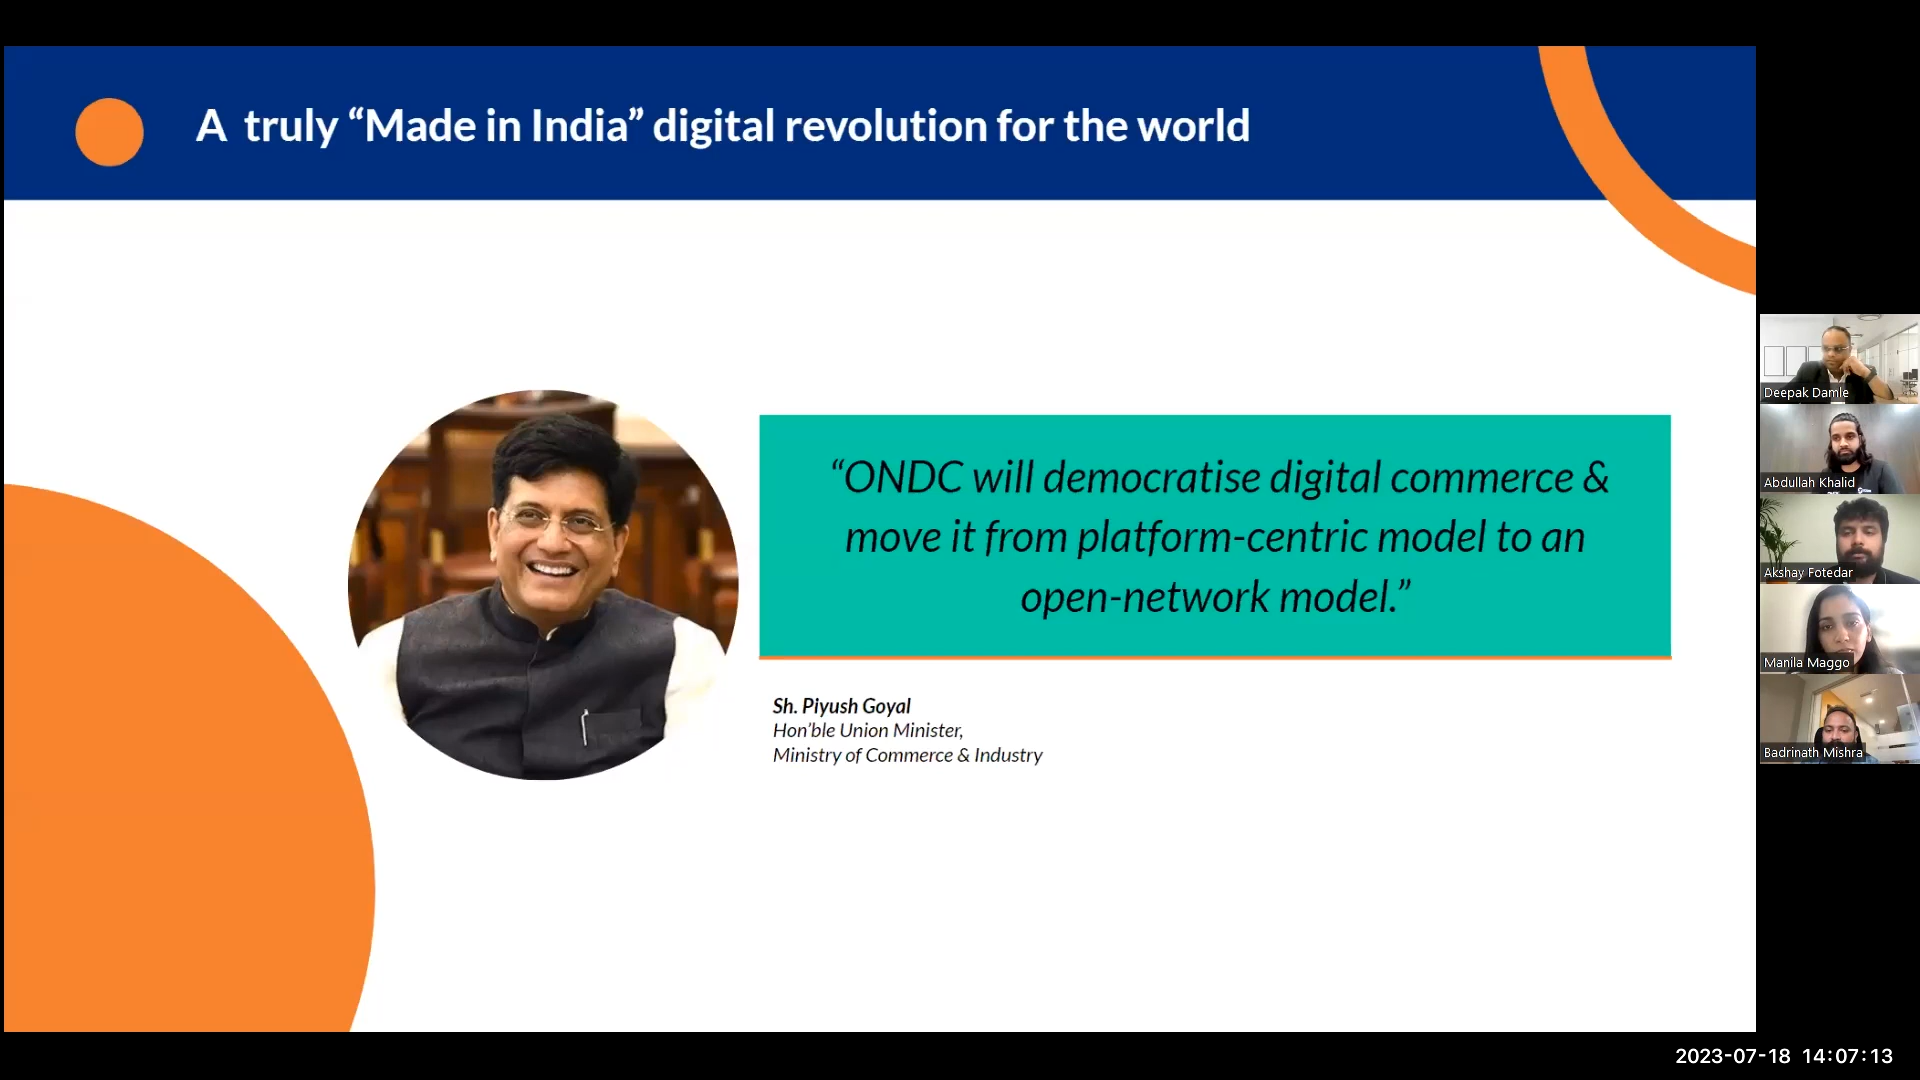 A truly “Made in India” digital revolution for the world
“ONDC will democratise digital commerce &
move it from platform-centric model to an
open-network model.”
Sh. Piyush Goyal
Hon’ble Union Minister,
Ministry of Commerce & Industry
Deepak Damle
Abdullah Khalid
Akshay Fotedar
Manila Maggo
Badrinath Mishra
2023-07-18 14:07:13